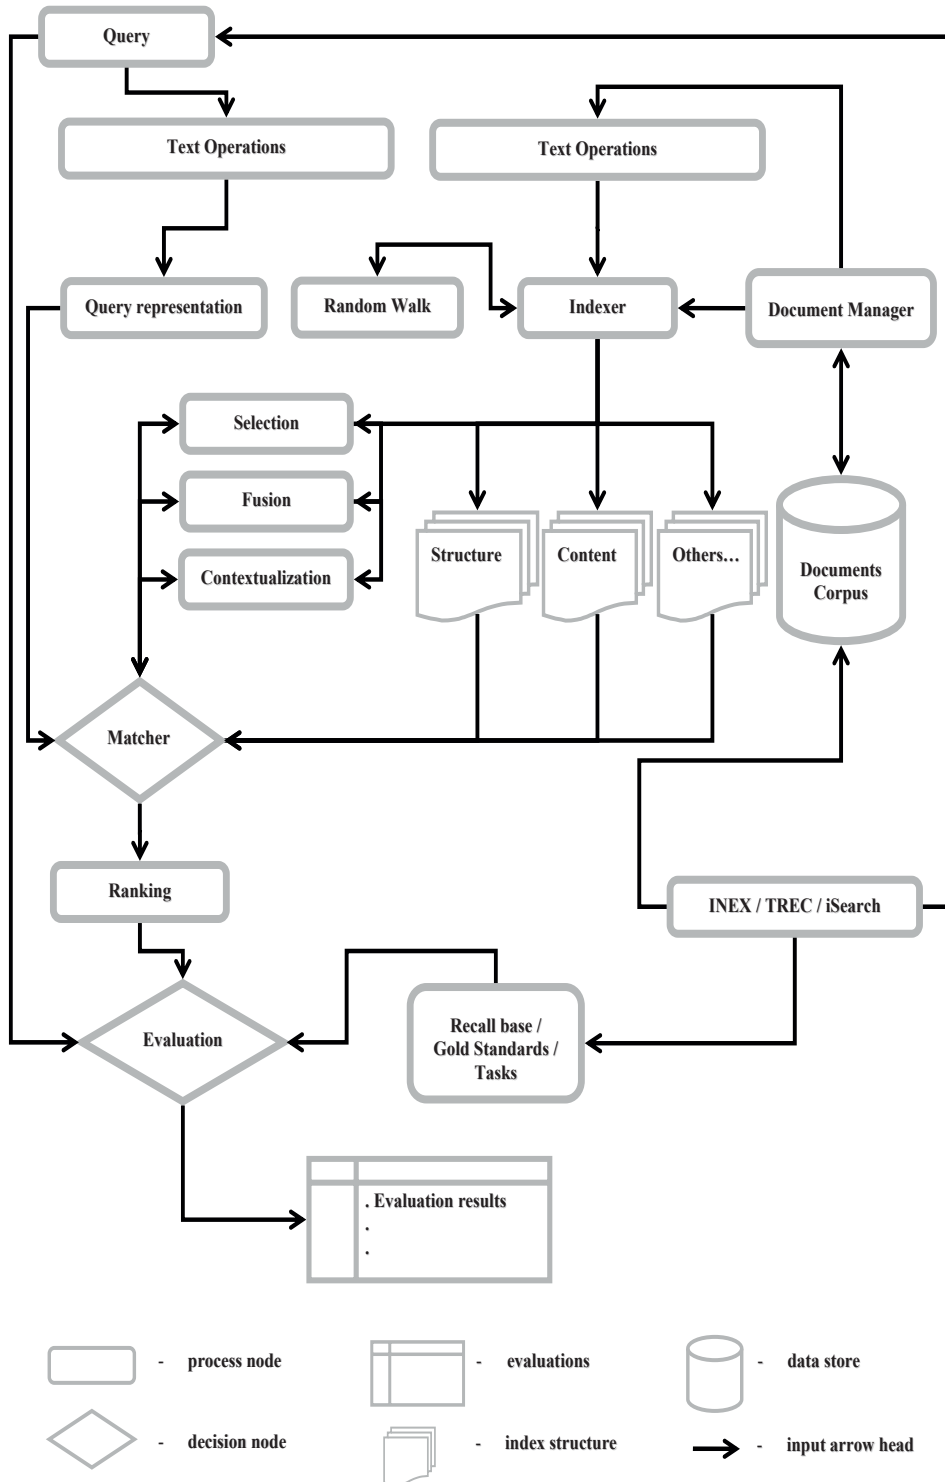 Query
Text Operations
Text Operations
Query representation
Random Walk
Indexer
Document Manager
Selection
Fusion
Contextualization
Structure
Content
Others...
Documents
Corpus
Matcher
Ranking
INEX / TREC / iSearch
Evaluation
Recall base /
Gold Standards /
Tasks
. Evaluation results
.
.
- process node
- evaluations
- data store
- decision node
- index structure
- input arrow head